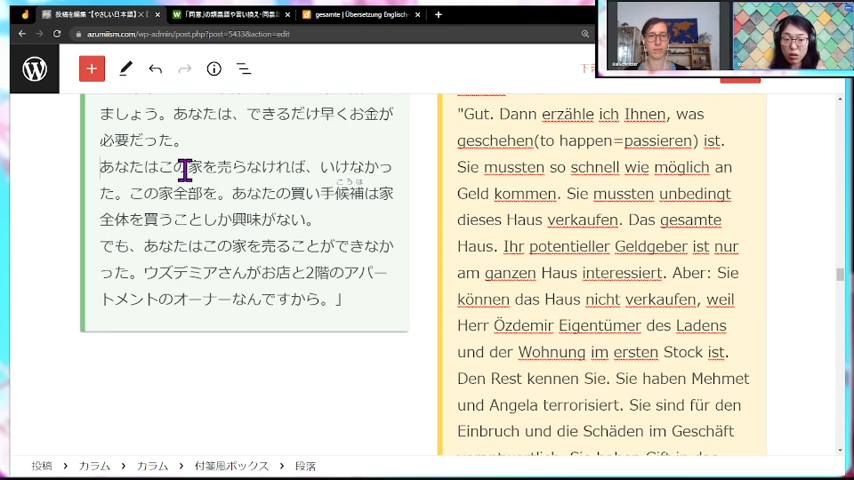 投稿を編集 "【やさしい日本語】
「同意」の類語や言い換え・同義
gesamte | Übersetzung Englisch
azumiism.com/wp-admin/post.php?post=5433&action=edit
ましょう。あなたは、できるだけ早くお金が
必要だった。
あなたはこの家を売らなければ、いけなかっ
こうほ
た。この家全部を。あなたの買い手候補は家
全体を買うことしか興味がない。
でも、あなたはこの家を売ることができなか
った。ウズデミアさんがお店と2階のアパー
トメントのオーナーなんですから。」
"Gut. Dann erzähle ich Ihnen, was
geschehen(to happen=passieren) ist.
Sie mussten so schnell wie möglich an
Geld kommen. Sie mussten unbedingt
dieses Haus verkaufen. Das gesamte
Haus. Ihr potentieller Geldgeber ist nur
am ganzen Haus interessiert. Aber: Sie
können das Haus nicht verkaufen, weil
Herr Özdemir Eigentümer des Ladens
und der Wohnung im ersten Stock ist.
Den Rest kennen Sie. Sie haben Mehmet
und Angela terrorisiert. Sie sind für den
Einbruch und die Schäden im Geschäft
verantwortlich. Sie haben Gift in das
投稿 > カラム > カラム > 付箋風ボックス > 段落